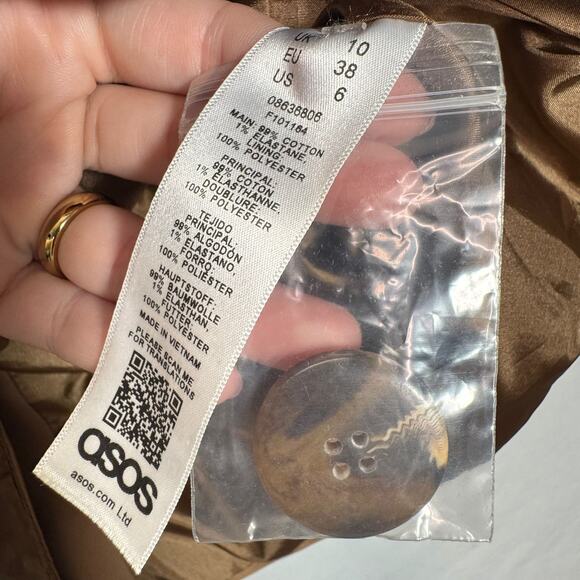 UK 10
EU 38
US 6
08636806
F101164
MAIN: 99% COTTON
1% ELASTANE.
LINING:
100% POLYESTER
PRINCIPAL:
99% COTON
1% ELASTHANNE.
DOUBLURE:
100% POLYESTER
TEJIDO
PRINCIPAL:
99% ALGODÓN
1% ELASTANO.
FORRO:
100% POLIÉSTER
HAUPTSTOFF:
99% BAUMWOLLE
1% ELASTHAN,
FUTTER:
100% POLYESTER
MADE IN VIETNAM
PLEASE SCAN ME
FOR TRANSLATIONS
asos
asos.com Ltd